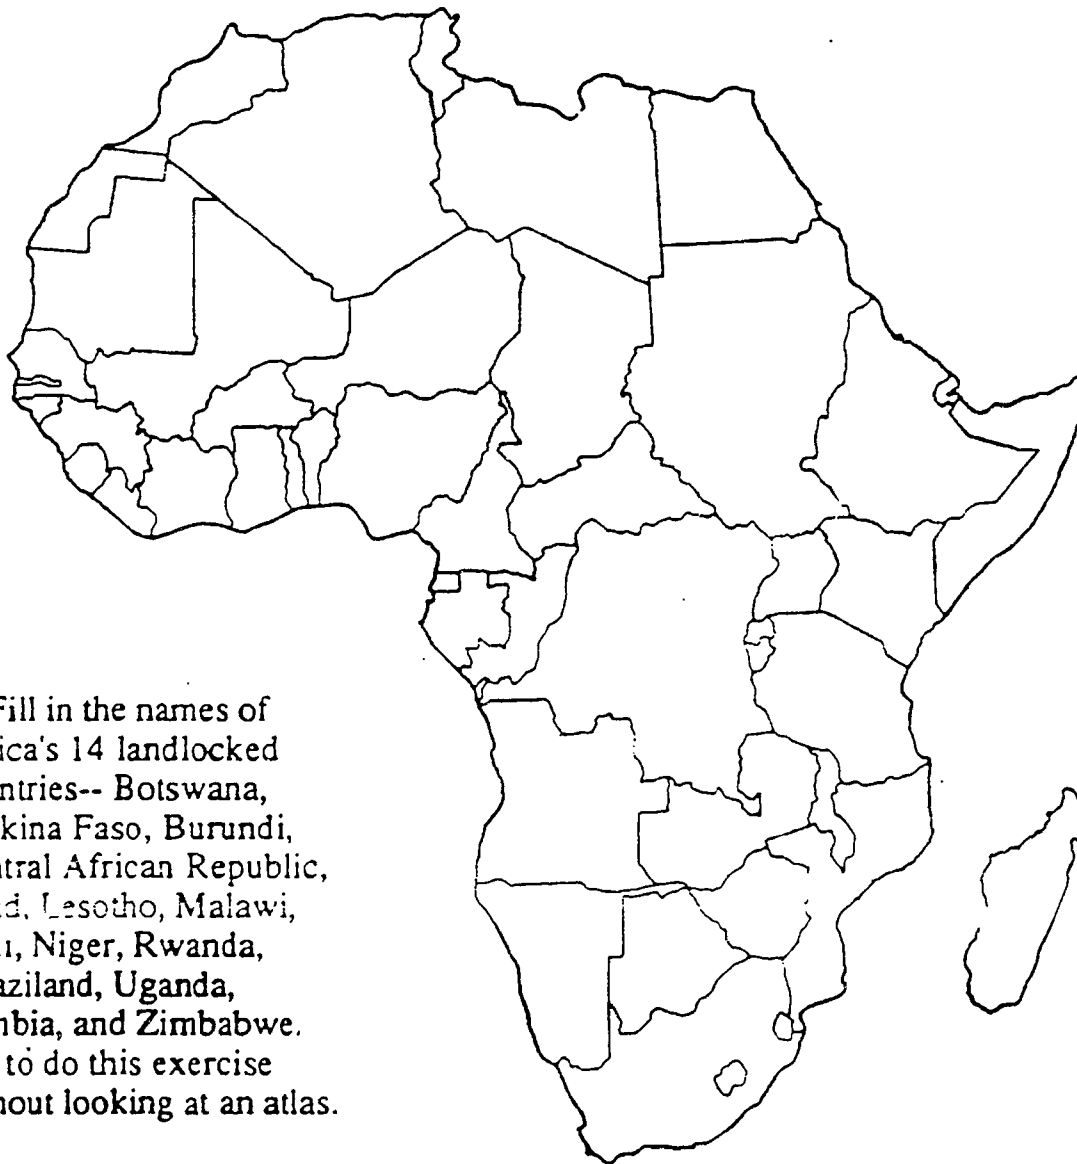 Fill in the names of
ica's 14 landlocked
ntries-- Botswana,
kina Faso, Burundi,
tral African Republic,
d, Lesotho, Malawi,
Niger, Rwanda,
aziland, Uganda,
nbia, and Zimbabwe.
to do this exercise
hout looking at an atlas.